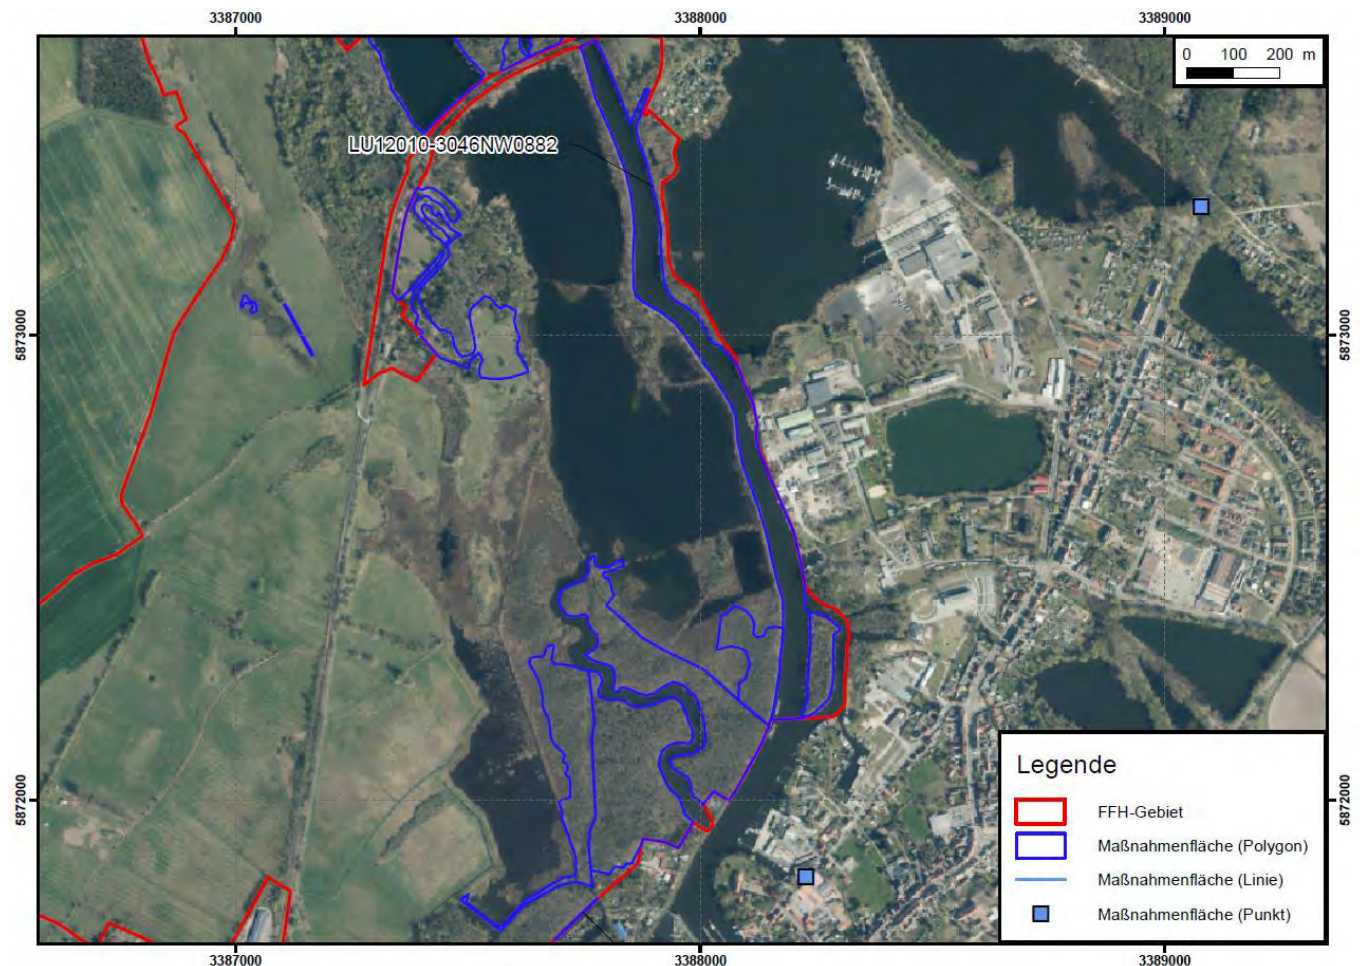 3387000 3388000 3389000
0 100 200 m
LU12010-3046NW0882
5873000 5873000
Legende
FFH-Gebiet
5872000 5872000
Maßnahmenfläche (Polygon)
Maßnahmenfläche (Linie)
Maßnahmenfläche (Punkt)
3387000 3388000 3389000